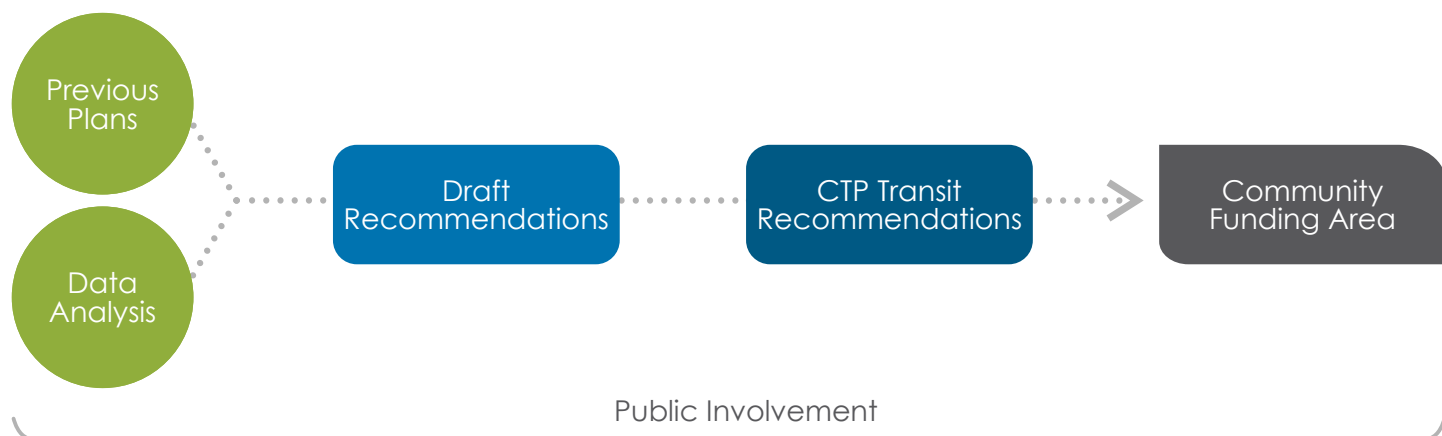 Previous
Plans
Data
Analysis
Draft
Recommendations
CTP Transit
Recommendations
Community
Funding Area
Public Involvement